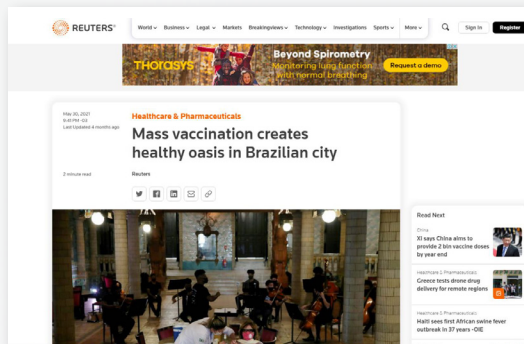 REUTERS®
World Business Legal Markets Breakingviews Technology Investigations Sports More
Sign In
Register
THORASYS
Beyond Spirometry
Monitoring lung function
with normal breathing
Request a demo
May 30, 2021
9:41 PM -03
Last Updated 4 months ago
Healthcare & Pharmaceuticals
Mass vaccination creates
healthy oasis in Brazilian city
2 minute read
Reuters
Read Next
China
Xi says China aims to
provide 2 bln vaccine doses
by year end
Healthcare & Pharmaceuticals
Greece tests drone drug
delivery for remote regions
Healthcare & Pharmaceuticals
Haiti sees first African swine fever
outbreak in 37 years -OIE